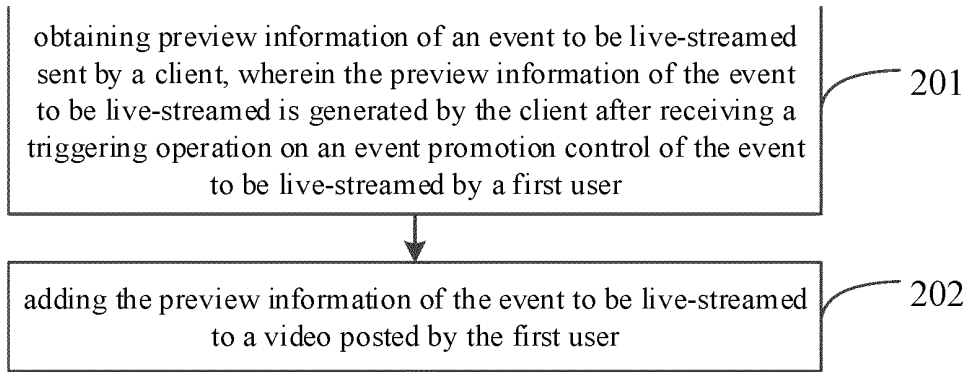 obtaining preview information of an event to be live-streamed
sent by a client, wherein the preview information of the event
to be live-streamed is generated by the client after receiving a
triggering operation on an event promotion control of the event
to be live-streamed by a first user
201
adding the preview information of the event to be live-streamed
to a video posted by the first user
202